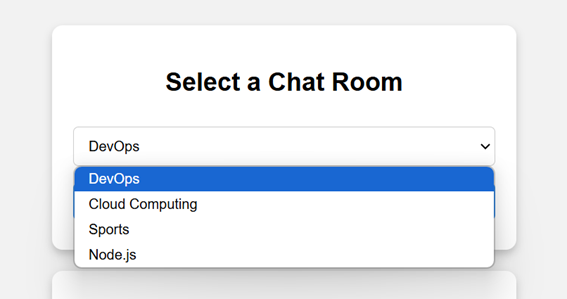 Select a Chat Room
DevOps
DevOps
Cloud Computing
Sports
Node.js